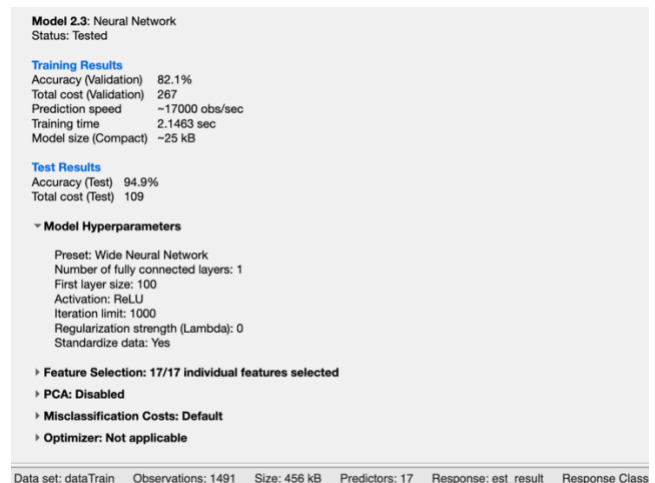 Model 2.3: Neural Network
Status: Tested
Training Results
Accuracy (Validation) 82.1%
Total cost (Validation) 267
Prediction speed ~17000 obs/sec
Training time 2.1463 sec
Model size (Compact) ~25 kB
Test Results
Accuracy (Test) 94.9%
Total cost (Test) 109
Model Hyperparameters
Preset: Wide Neural Network
Number of fully connected layers: 1
First layer size: 100
Activation: ReLU
Iteration limit: 1000
Regularization strength (Lambda): 0
Standardize data: Yes
Feature Selection: 17/17 individual features selected
PCA: Disabled
Misclassification Costs: Default
Optimizer: Not applicable
Data set: dataTrain Observations: 1491 Size: 456 kB Predictors: 17 Response: est_result Response Classe